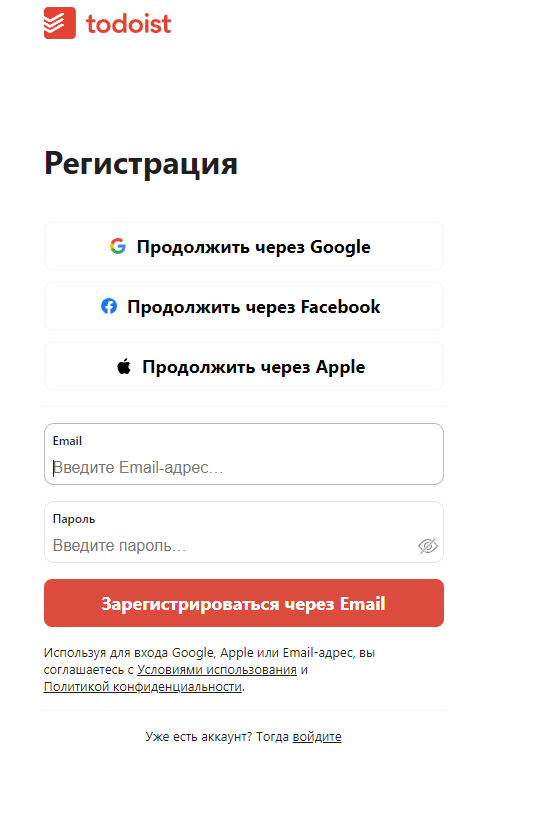 todoist
Регистрация
Продолжить через Google
Продолжить через Facebook
Продолжить через Apple
Email
Введите Email-адрес...
Пароль
Введите пароль...
Зарегистрироваться через Email
Используя для входа Google, Apple или Email-адрес, вы
соглашаетесь с Условиями использования и
Политикой конфиденциальности.
Уже есть аккаунт? Тогда войдите